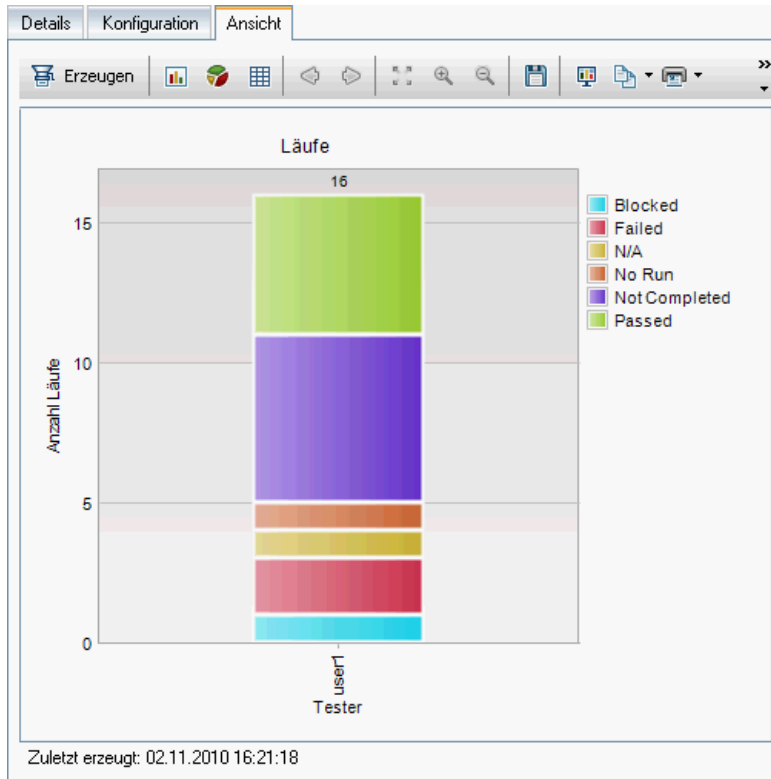 Details Konfiguration Ansicht
Erzeugen
Läufe
16
15
10
5
0
Anzahl Läufe
user1
Tester
Blocked
Failed
N/A
No Run
Not Completed
Passed
Zuletzt erzeugt: 02.11.2010 16:21:18